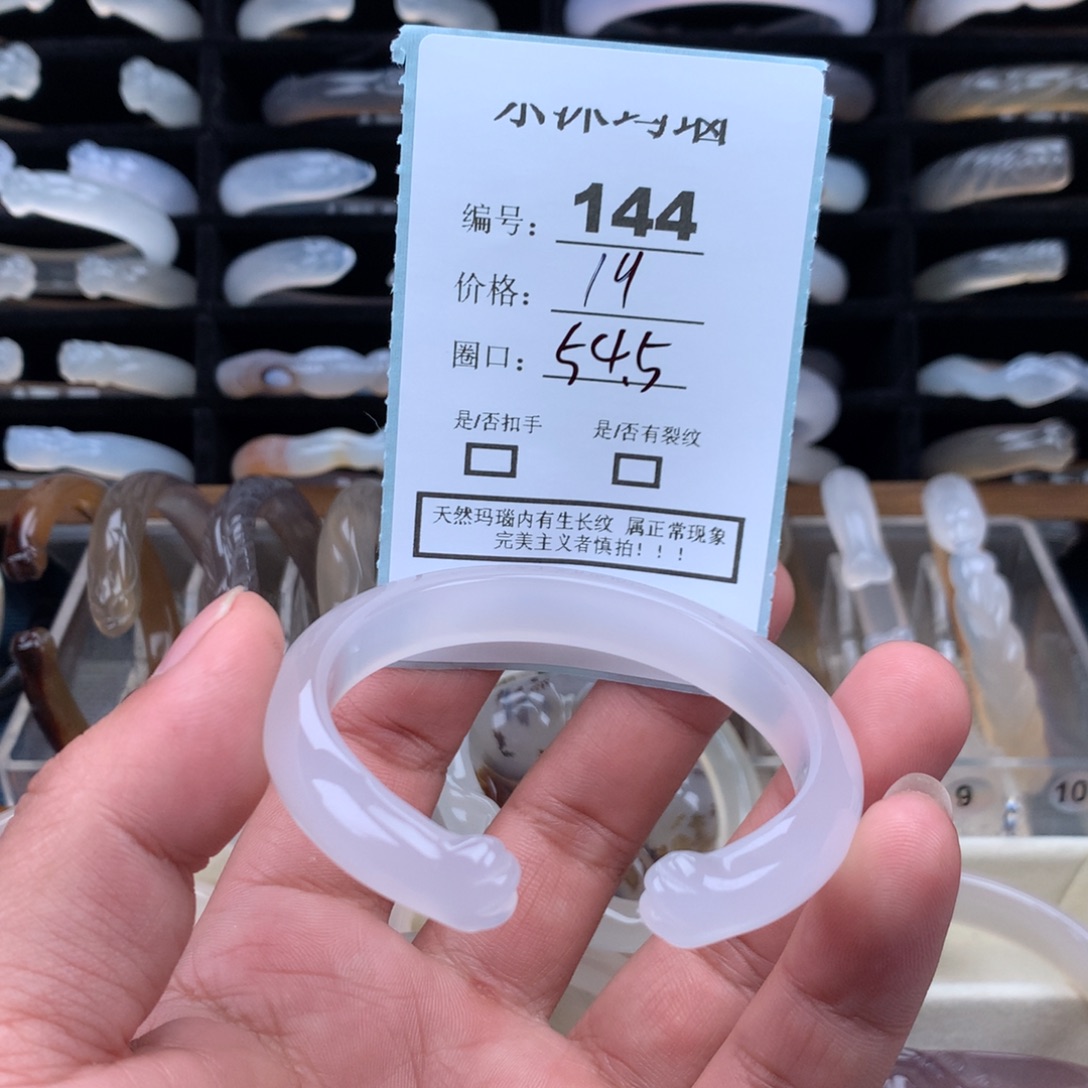 编号: 144
价格: 14
圈口: 54.5
是/否扣手 是/否有裂纹
天然玛瑙内有生长纹 属正常现象
完美主义者慎拍！！！
9 10